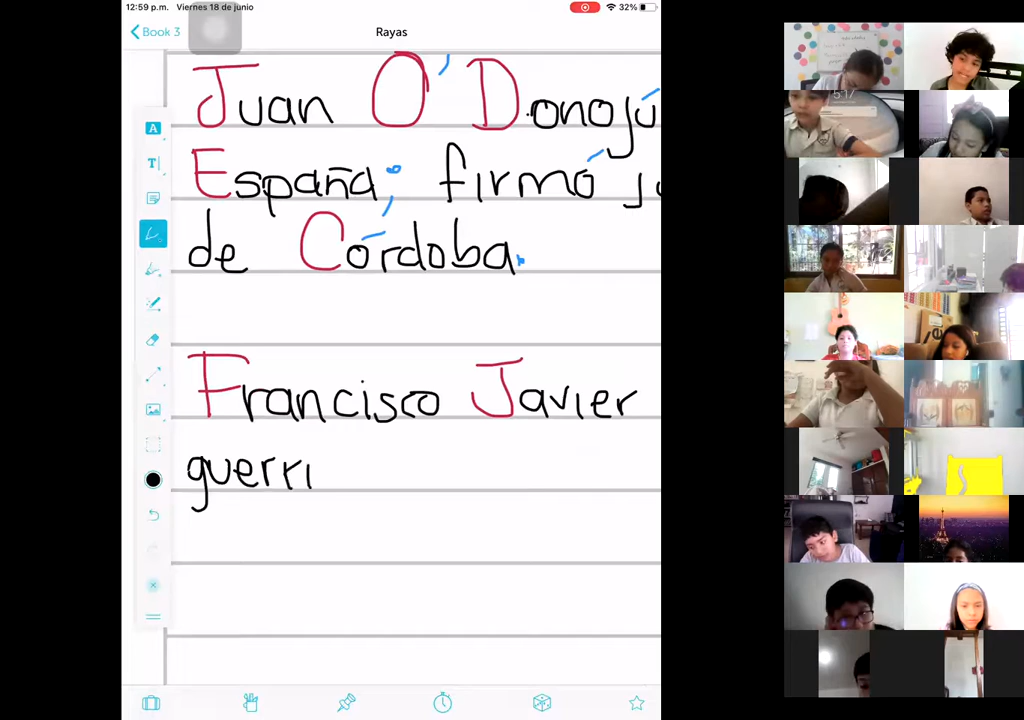 12:59 p.m. Viernes 18 de junio
32%
Book 3
Rayas
Juan O'Donojú
España; firmó
de Córdoba.
Francisco Javier
guerri